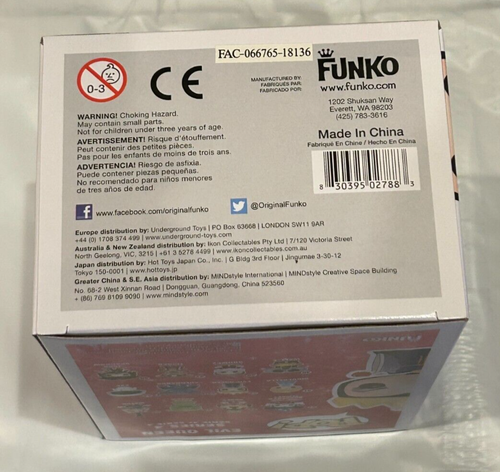 FAC-066765-18136
0-3
CE
MANUFACTURED BY:
FABRIQUÉS PAR:
FABRICADO POR:
FUNKO
www.funko.com
1202 Shuksan Way
Everett, WA 98203
(425) 783-3616
Made In China
Fabriqué En Chine / Hecho En China
8 30395 02788 3
WARNING! Choking Hazard.
May contain small parts.
Not for children under three years of age.
AVERTISSEMENT! Risque d'étouffement.
Peut contenir des petites pièces.
Pas pour les enfants de moins de trois ans.
ADVERTENCIA! Riesgo de asfixia.
Puede contener piezas pequeñas.
No recomendado para niños menores
de tres años de edad.
www.facebook.com/originalfunko
@OriginalFunko
Europe distribution by: Underground Toys | PO Box 63668 | LONDON SW11 9AR
+44 (0) 1708 374 499 | www.underground-toys.com
Australia & New Zealand distribution by: Ikon Collectables Pty Ltd | 7/120 Victoria Street
North Geelong, VIC, 3215 | +61 3 5278 4499 | www.ikoncollectables.com.au
Japan distribution by: Hot Toys Japan Co., Inc. | Q Bldg 3rd Floor | Jingumae 3-30-12
Tokyo 150-0001 | www.hottoys.jp
Greater China & S.E. Asia distribution by: MINDstyle International | MINDstyle Creative Space Building
No. 68-2 West Xinnan Road | Dongguan, Guangdong, China 523560
+ (86) 769 8109 9090 | www.mindstyle.com
FUNKO
EVIL QUEEN
SERIES